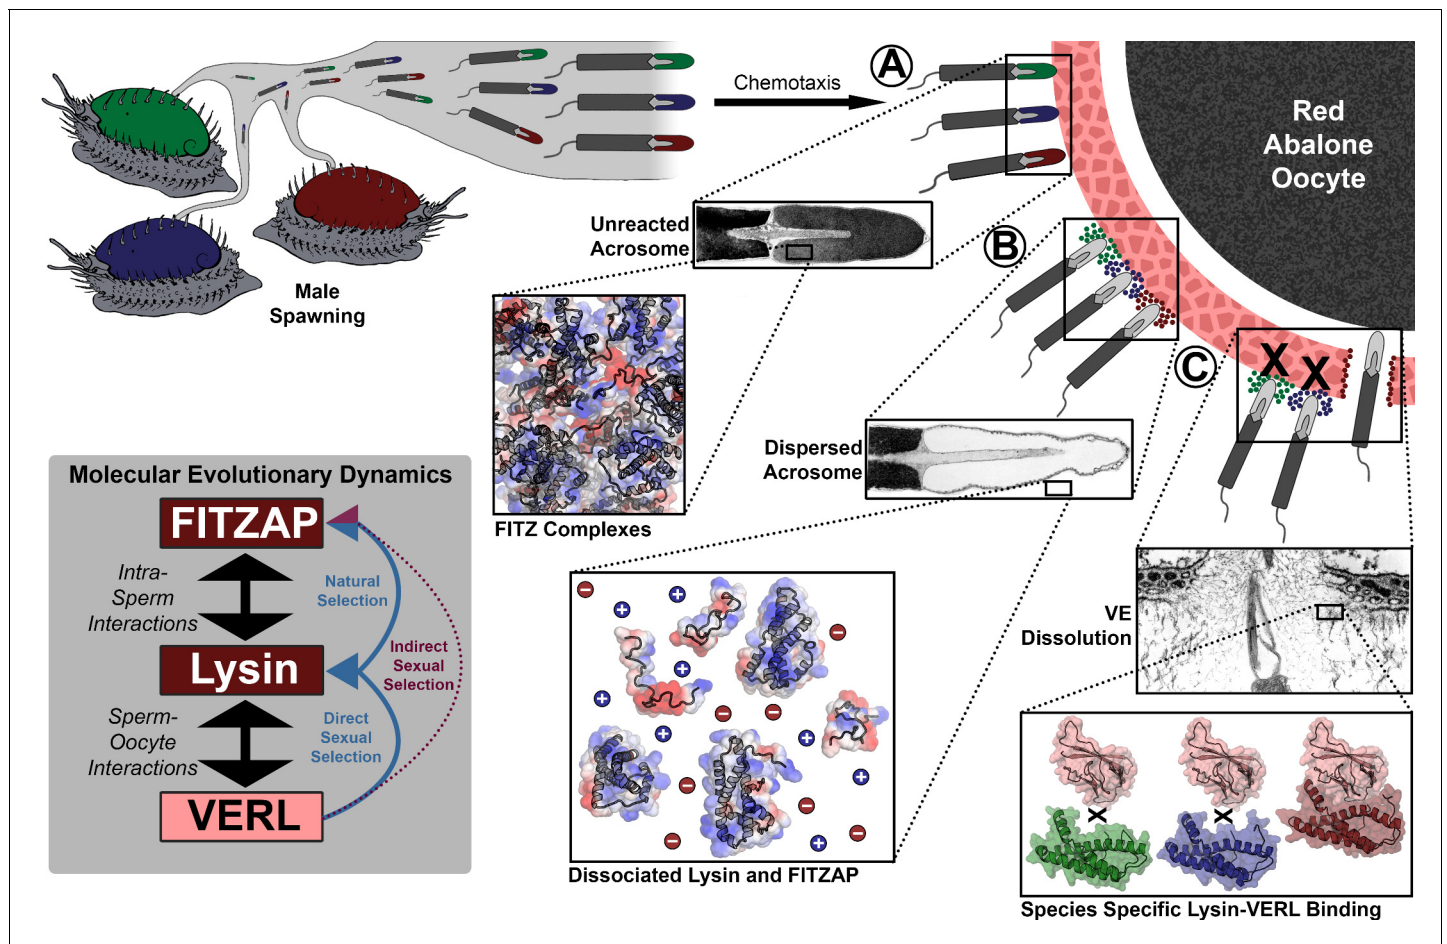 Male
Spawning
Chemotaxis
A
Red
Abalone
Oocyte
Unreacted
Acrosome
B
FITZ Complexes
C
X X
Dispersed
Acrosome
Dissociated Lysin and FITZAP
VE
Dissolution
X X
Species Specific Lysin-VERL Binding
Molecular Evolutionary Dynamics
FITZAP
Intra-
Sperm
Interactions
Natural
Selection
Indirect
Sexual
Selection
Lysin
Sperm-
Oocyte
Interactions
Direct
Sexual
Selection
VERL